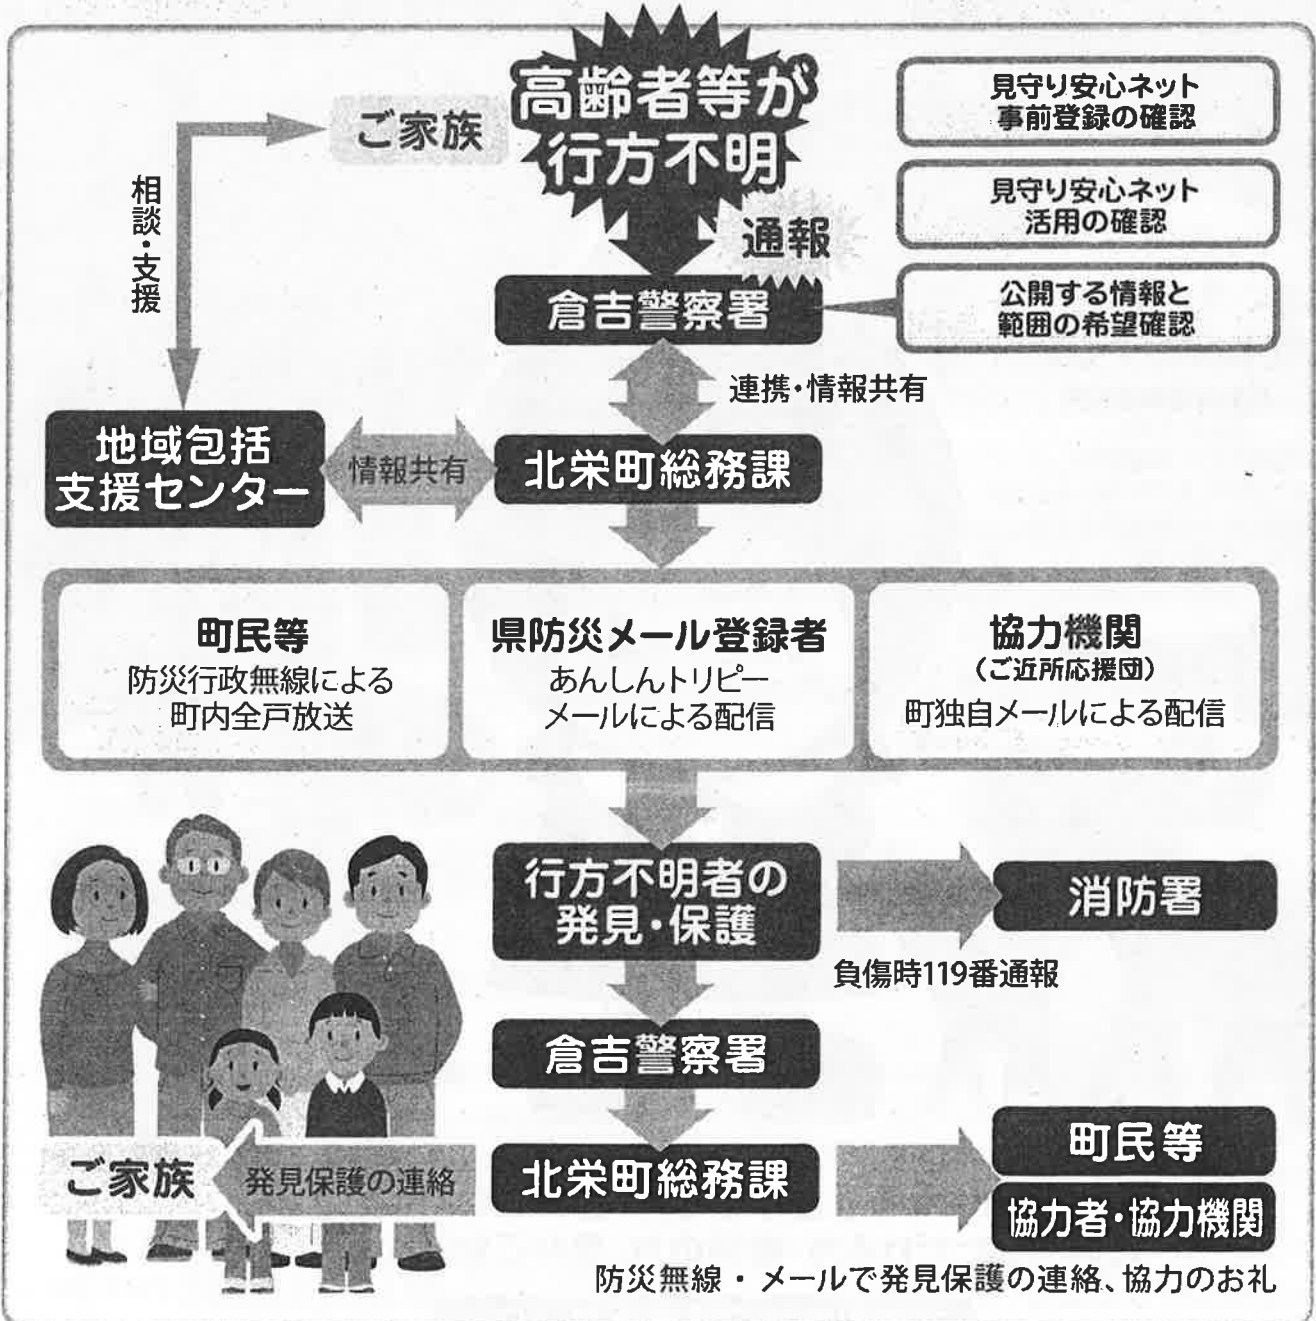 高齢者等が
行方不明
ご家族
見守り安心ネット
事前登録の確認
見守り安心ネット
活用の確認
公開する情報と
範囲の希望確認
通報
相談・支援
倉吉警察署
連携・情報共有
地域包括
支援センター
情報共有
北栄町総務課
町民等
防災行政無線による
町内全戸放送
県防災メール登録者
あんしんトリピー
メールによる配信
協力機関
（ご近所応援団）
町独自メールによる配信
行方不明者の
発見・保護
消防署
負傷時119番通報
倉吉警察署
北栄町総務課
発見保護の連絡
ご家族
町民等
協力者・協力機関
防災無線・メールで発見保護の連絡、協力のお礼